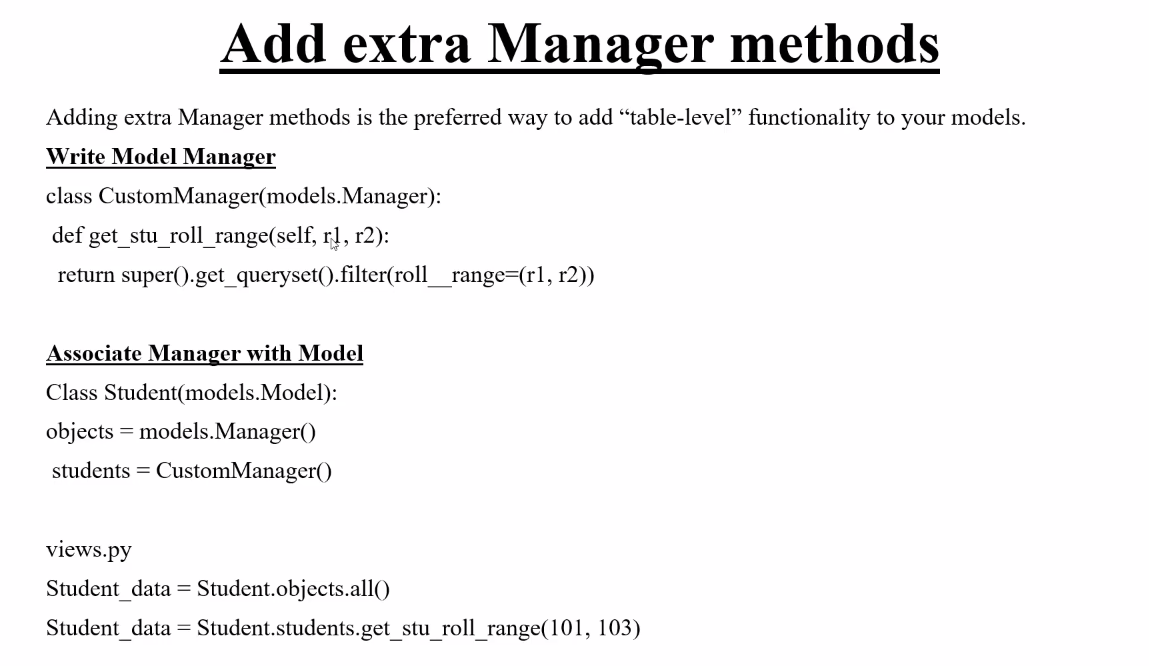 Add extra Manager methods
Adding extra Manager methods is the preferred way to add “table-level” functionality to your models.
Write Model Manager
class CustomManager(models.Manager):
def get_stu_roll_range(self, r1, r2):
return super().get_queryset().filter(roll__range=(r1, r2))
Associate Manager with Model
Class Student(models.Model):
objects = models.Manager()
students = CustomManager()
views.py
Student_data = Student.objects.all()
Student_data = Student.students.get_stu_roll_range(101, 103)